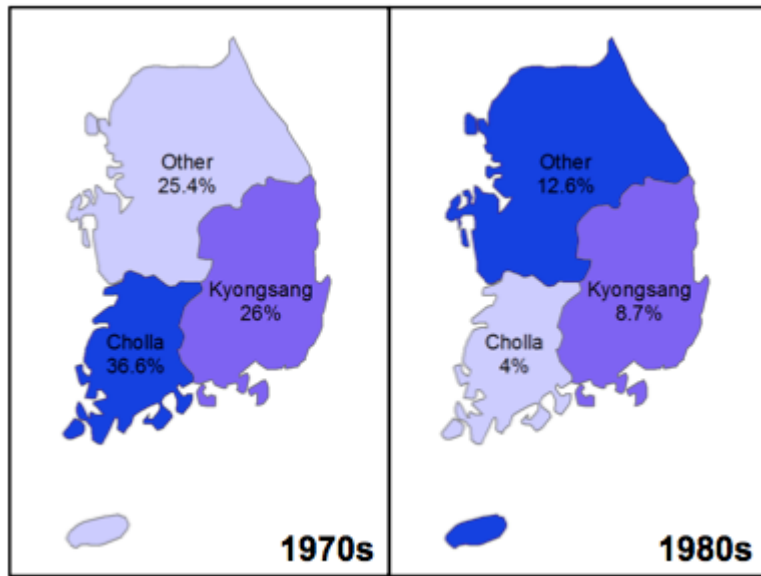 Other
25.4%
Kyongsang
26%
Cholla
36.6%
1970s
Other
12.6%
Kyongsang
8.7%
Cholla
4%
1980s